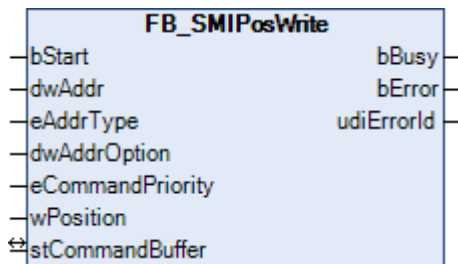 FB_SMIPosWrite
bStart bBusy
dwAddr bError
eAddrType udiErrorId
dwAddrOption
eCommandPriority
wPosition
stCommandBuffer